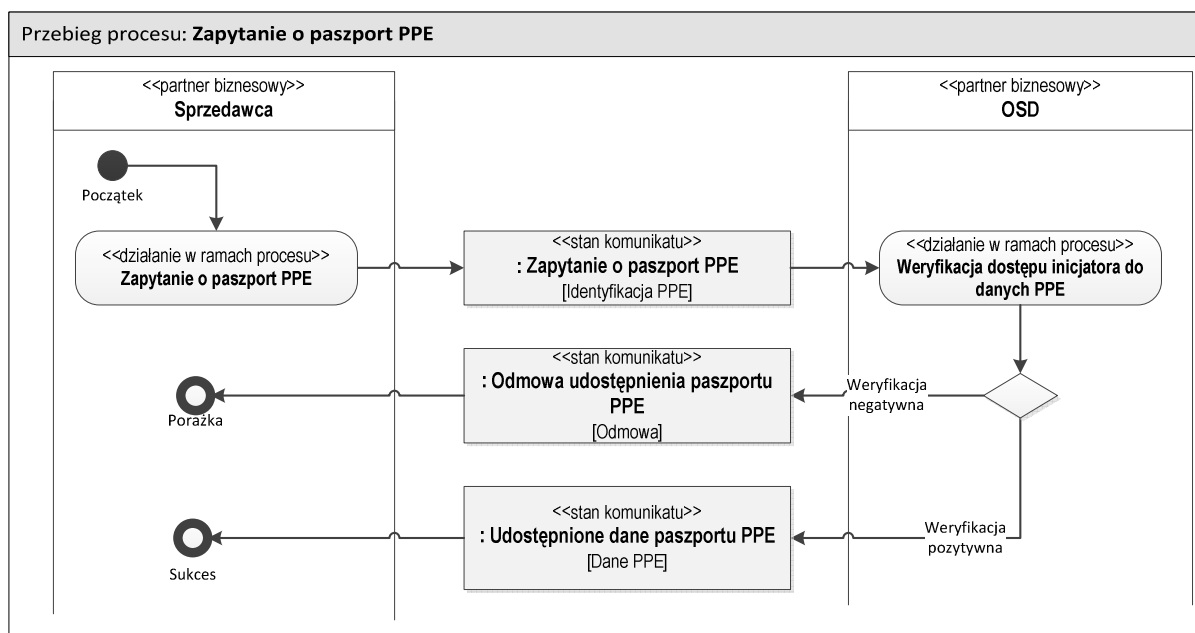 Przebieg procesu: Zapytanie o paszport PPE
<<partner biznesowy>>
Sprzedawca
<<partner biznesowy>>
OSD
Początek
<<działanie w ramach procesu>>
Zapytanie o paszport PPE
<<stan komunikatu>>
: Zapytanie o paszport PPE
[Identyfikacja PPE]
<<działanie w ramach procesu>>
Weryfikacja dostępu inicjatora do
danych PPE
Porażka
<<stan komunikatu>>
: Odmowa udostępnienia paszportu
PPE
[Odmowa]
Weryfikacja
negatywna
Sukces
<<stan komunikatu>>
: Udostępnione dane paszportu PPE
[Dane PPE]
Weryfikacja
pozytywna